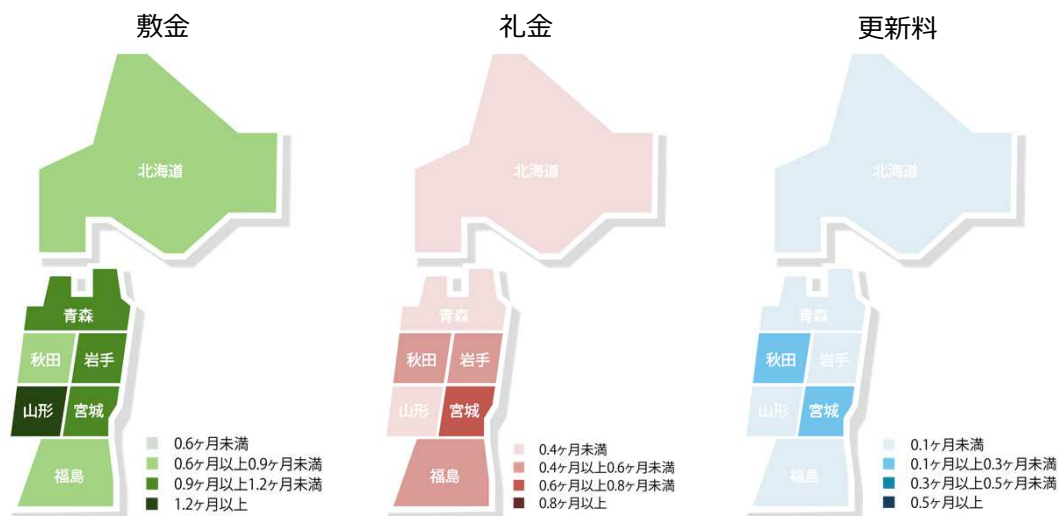 敷金
北海道
青森
秋田
岩手
山形
宮城
福島
0.6ヶ月未満
0.6ヶ月以上0.9ヶ月未満
0.9ヶ月以上1.2ヶ月未満
1.2ヶ月以上
礼金
北海道
青森
秋田
岩手
山形
宮城
福島
0.4ヶ月未満
0.4ヶ月以上0.6ヶ月未満
0.6ヶ月以上0.8ヶ月未満
0.8ヶ月以上
更新料
北海道
青森
秋田
岩手
山形
宮城
福島
0.1ヶ月未満
0.1ヶ月以上0.3ヶ月未満
0.3ヶ月以上0.5ヶ月未満
0.5ヶ月以上